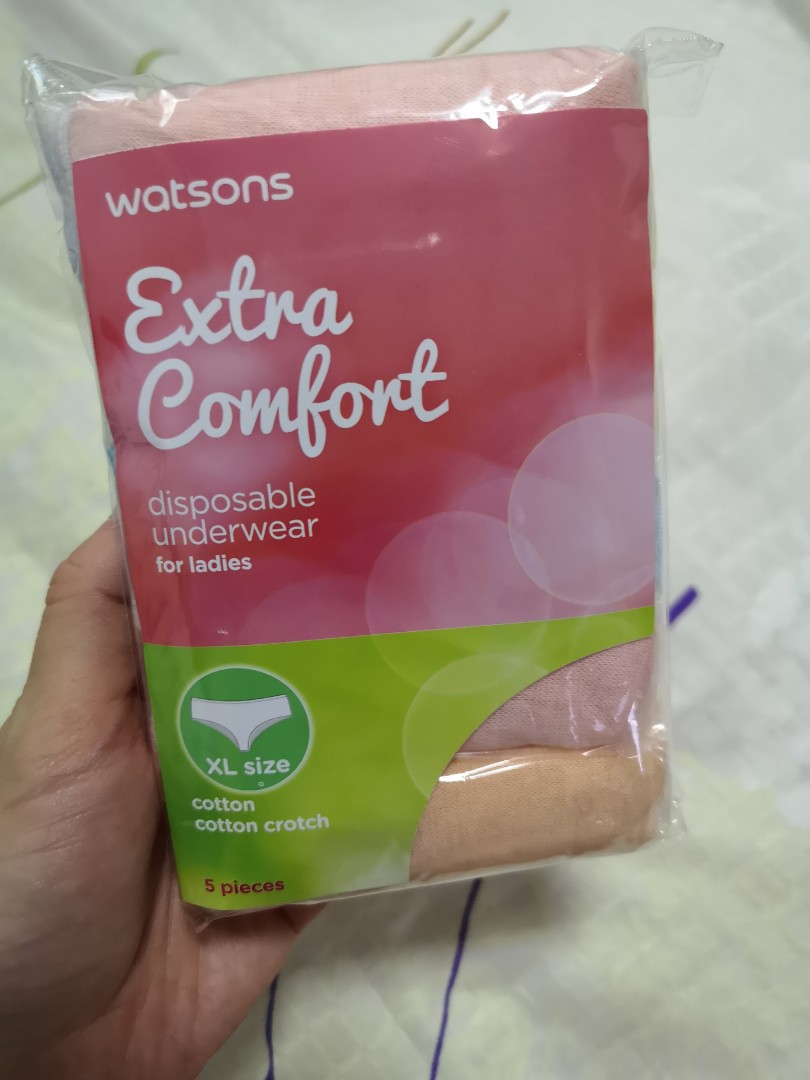 watsons
Extra
Comfort
disposable
underwear
for ladies
XL size
cotton
cotton crotch
5 pieces